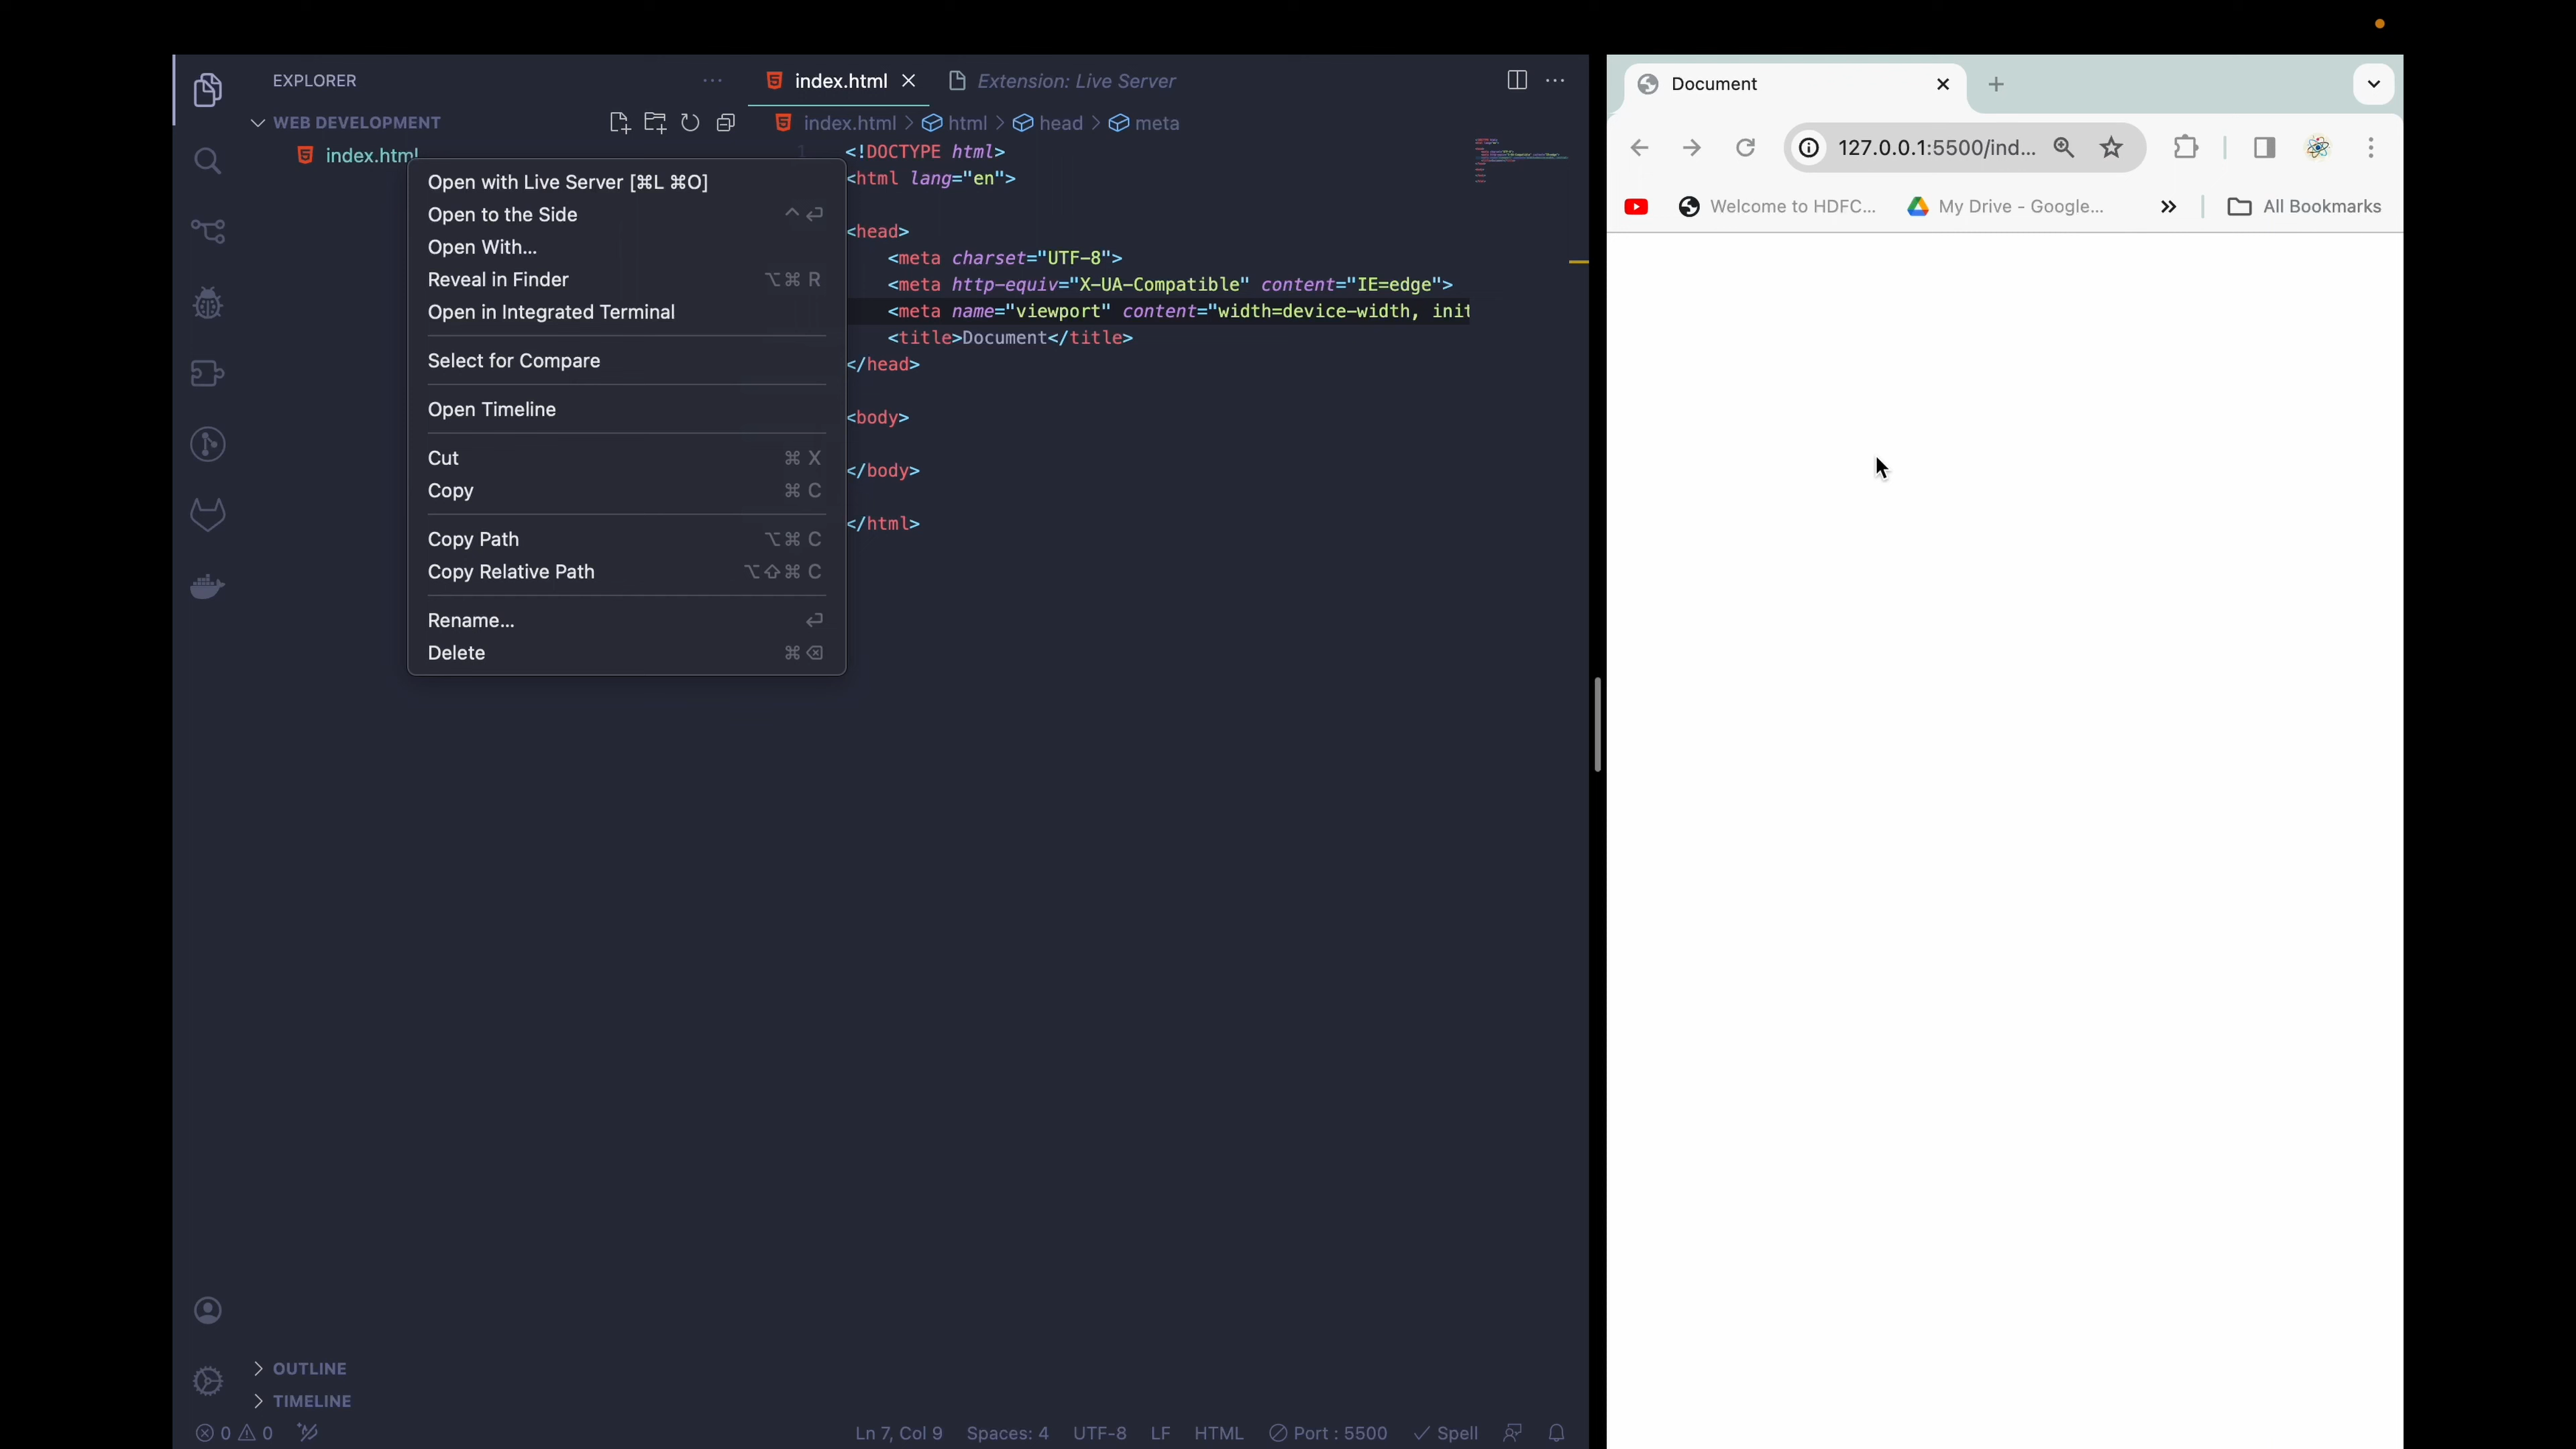 EXPLORER
WEB DEVELOPMENT
index.html
Open with Live Server [⌘L ⌘O]
Open to the Side ^ ↩
Open With...
Reveal in Finder ⌥⌘ R
Open in Integrated Terminal
Select for Compare
Open Timeline
Cut ⌘ X
Copy ⌘ C
Copy Path ⌥⌘ C
Copy Relative Path ⌥⇧⌘ C
Rename... ↩
Delete ⌘ ⌫
OUTLINE
TIMELINE
index.html
Extension: Live Server
index.html > html > head > meta
1 <!DOCTYPE html>
<html lang="en">
<head>
<meta charset="UTF-8">
<meta http-equiv="X-UA-Compatible" content="IE=edge">
<meta name="viewport" content="width=device-width, init
<title>Document</title>
</head>
<body>
</body>
</html>
0 0
Ln 7, Col 9 Spaces: 4 UTF-8 LF HTML Port : 5500 Spell
Document
127.0.0.1:5500/ind...
Welcome to HDFC... My Drive - Google... » All Bookmarks